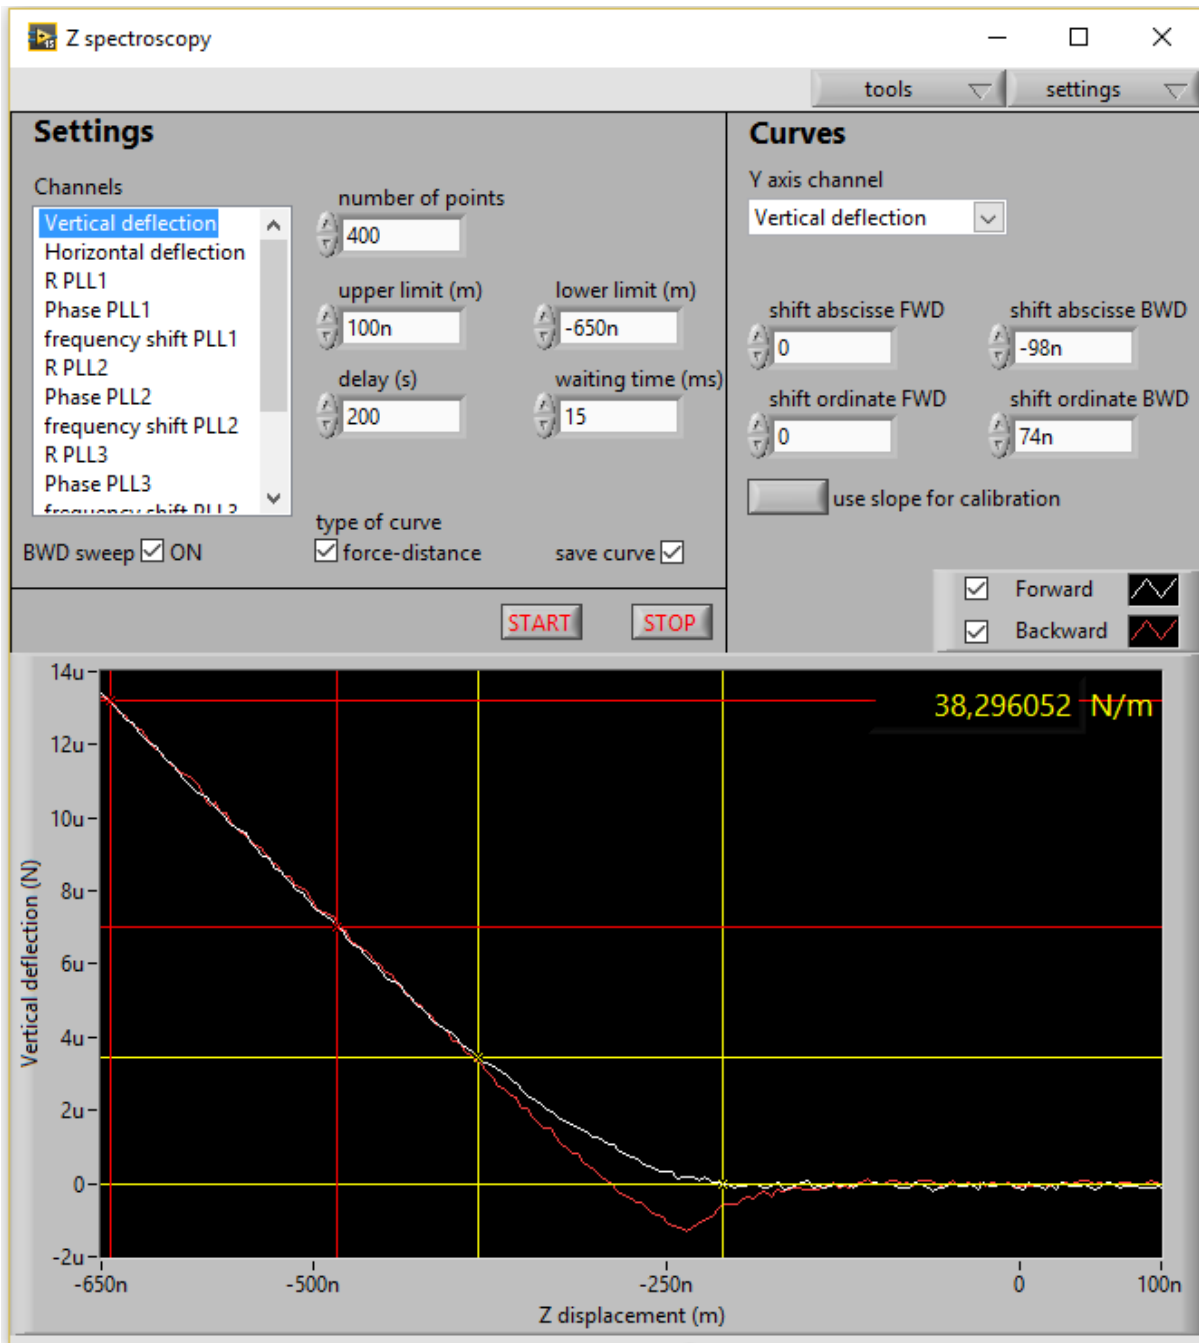 Z spectroscopy
tools settings
Settings
Channels
Vertical deflection
Horizontal deflection
R PLL1
Phase PLL1
frequency shift PLL1
R PLL2
Phase PLL2
frequency shift PLL2
R PLL3
Phase PLL3
frequency shift PLL3
number of points
400
upper limit (m) lower limit (m)
100n -650n
delay (s) waiting time (ms)
200 15
type of curve
BWD sweep ON force-distance save curve
START STOP
Curves
Y axis channel
Vertical deflection
shift abscisse FWD shift abscisse BWD
0 -98n
shift ordinate FWD shift ordinate BWD
0 74n
use slope for calibration
Forward
Backward
38,296052 N/m
14u
12u
10u
8u
6u
4u
2u
0
-2u
Vertical deflection (N)
-650n -500n -250n 0 100n
Z displacement (m)